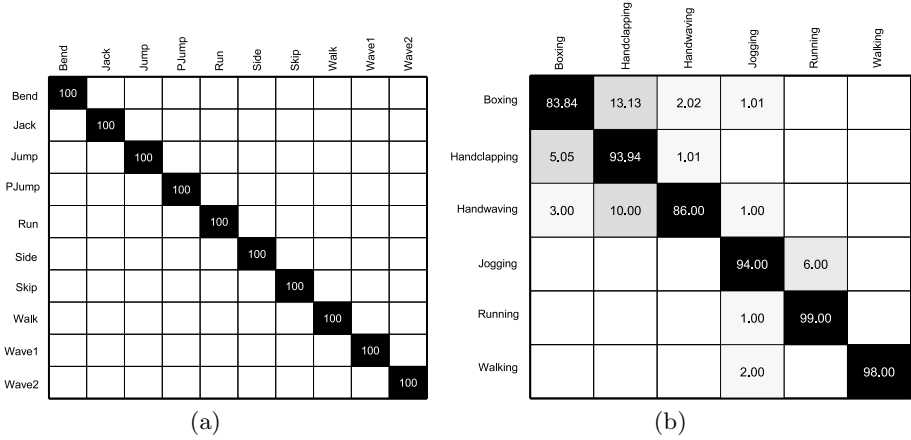 Bend Jack Jump PJump Run Side Skip Walk Wave1 Wave2
Bend 100
Jack 100
Jump 100
PJump 100
Run 100
Side 100
Skip 100
Walk 100
Wave1 100
Wave2 100
(a)
Boxing Handclapping Handwaving Jogging Running Walking
Boxing 83.84 13.13 2.02 1.01
Handclapping 5.05 93.94 1.01
Handwaving 3.00 10.00 86.00 1.00
Jogging 94.00 6.00
Running 1.00 99.00
Walking 2.00 98.00
(b)